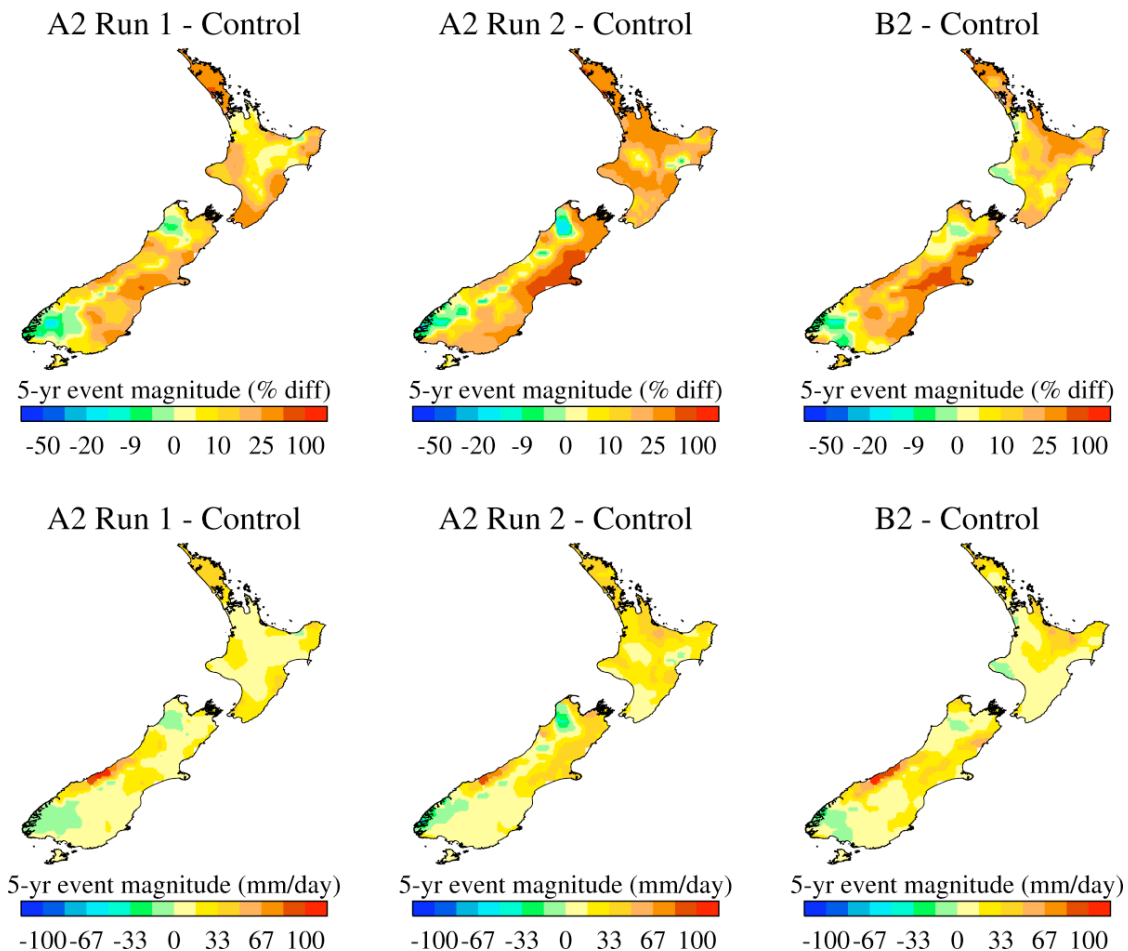 A2 Run 1 - Control
A2 Run 2 - Control
B2 - Control
5-yr event magnitude (% diff)
5-yr event magnitude (% diff)
5-yr event magnitude (% diff)
-50 -20 -9 0 10 25 100
-50 -20 -9 0 10 25 100
-50 -20 -9 0 10 25 100
A2 Run 1 - Control
A2 Run 2 - Control
B2 - Control
5-yr event magnitude (mm/day)
5-yr event magnitude (mm/day)
5-yr event magnitude (mm/day)
-100 -67 -33 0 33 67 100
-100 -67 -33 0 33 67 100
-100 -67 -33 0 33 67 100